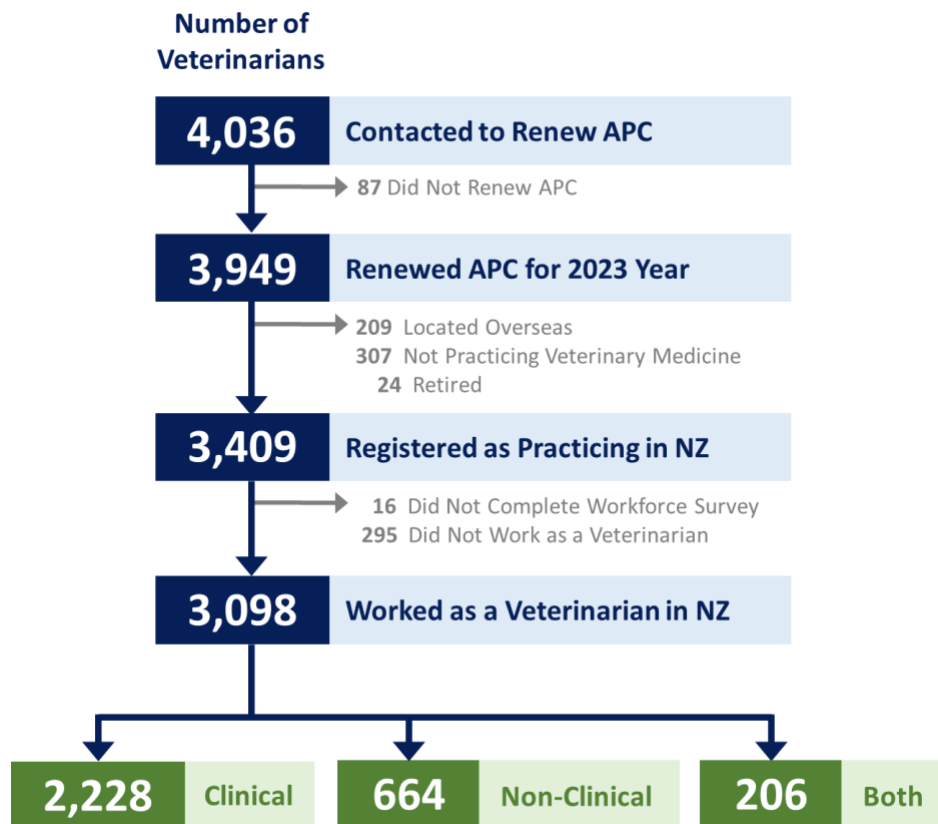 Number of
Veterinarians
4,036 Contacted to Renew APC
87 Did Not Renew APC
3,949 Renewed APC for 2023 Year
209 Located Overseas
307 Not Practicing Veterinary Medicine
24 Retired
3,409 Registered as Practicing in NZ
16 Did Not Complete Workforce Survey
295 Did Not Work as a Veterinarian
3,098 Worked as a Veterinarian in NZ
2,228 Clinical 664 Non-Clinical 206 Both